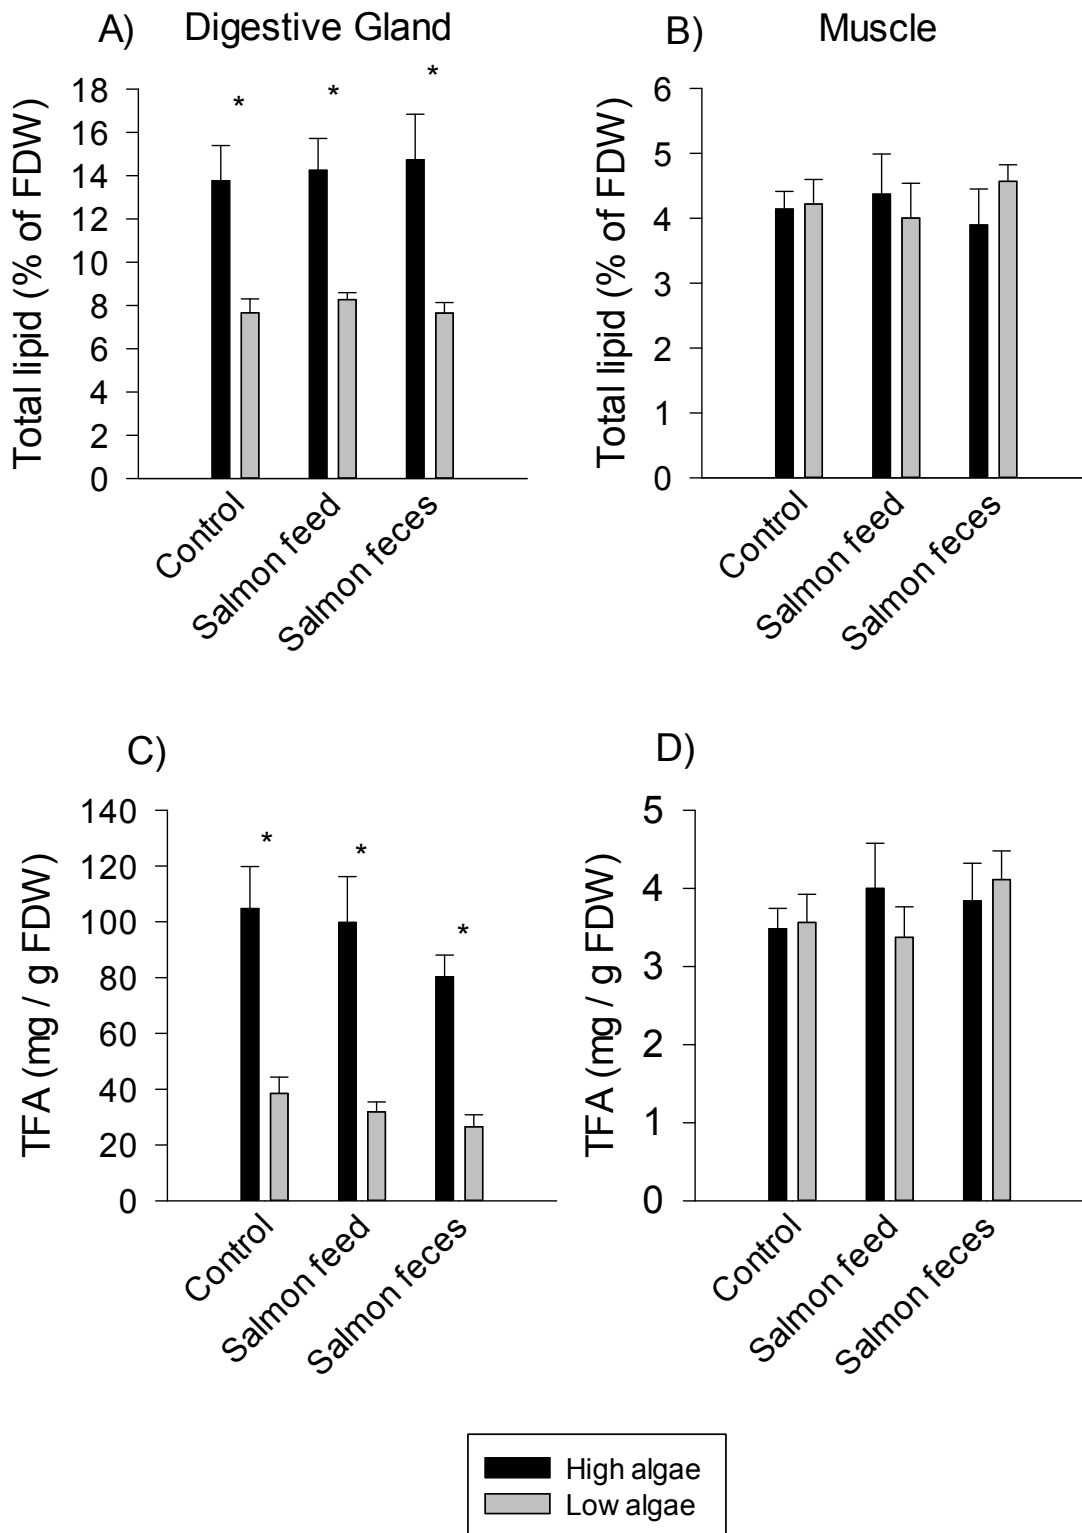 A) Digestive Gland
*
*
*
Total lipid (% of FDW)
18
16
14
12
10
8
6
4
2
0
Control
Salmon feed
Salmon feces
B) Muscle
Total lipid (% of FDW)
6
5
4
3
2
1
0
Control
Salmon feed
Salmon feces
C)
*
*
*
TFA (mg / g FDW)
140
120
100
80
60
40
20
0
Control
Salmon feed
Salmon feces
D)
TFA (mg / g FDW)
5
4
3
2
1
0
Control
Salmon feed
Salmon feces
High algae
Low algae